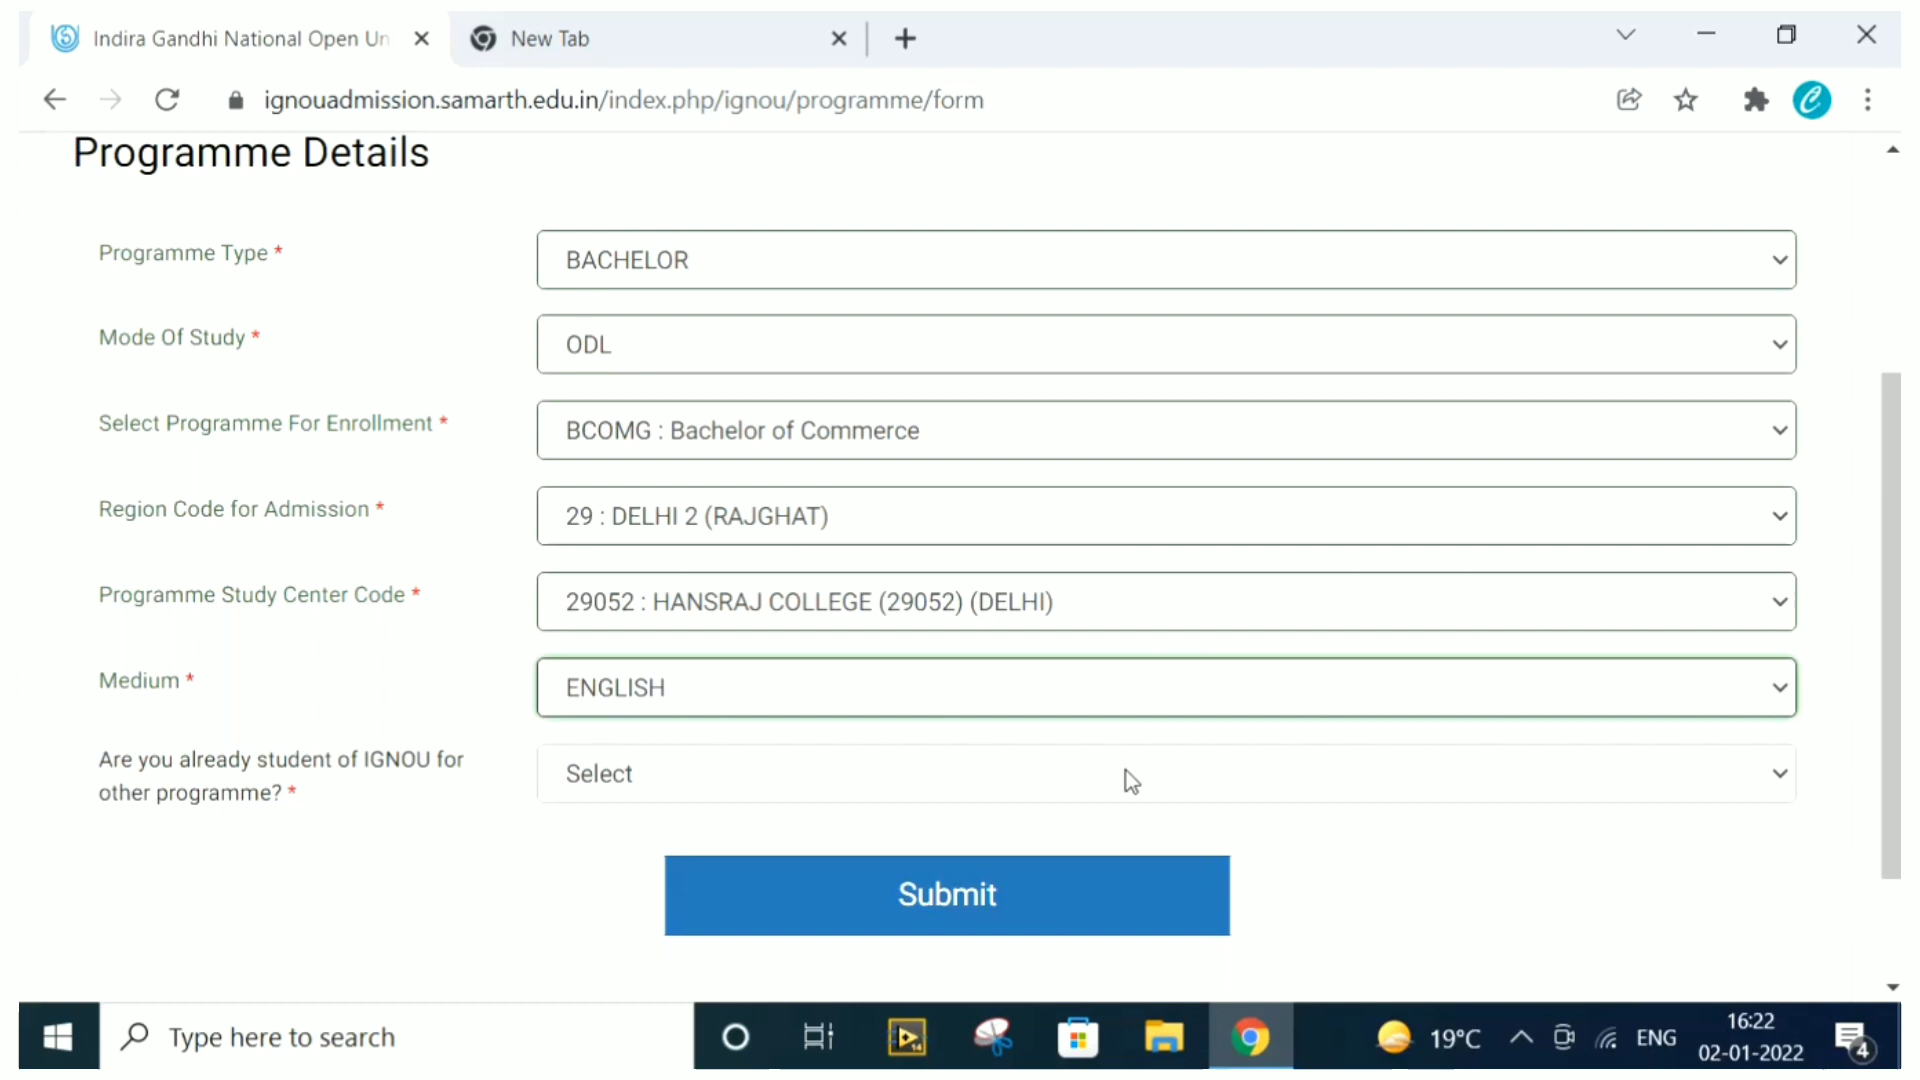 Indira Gandhi National Open Un
New Tab
ignouadmission.samarth.edu.in/index.php/ignou/programme/form
Programme Details
Programme Type *
BACHELOR
Mode Of Study *
ODL
Select Programme For Enrollment *
BCOMG : Bachelor of Commerce
Region Code for Admission *
29 : DELHI 2 (RAJGHAT)
Programme Study Center Code *
29052 : HANSRAJ COLLEGE (29052) (DELHI)
Medium *
ENGLISH
Are you already student of IGNOU for
other programme? *
Select
Submit
Type here to search
14
19°C
ENG
16:22
02-01-2022
4